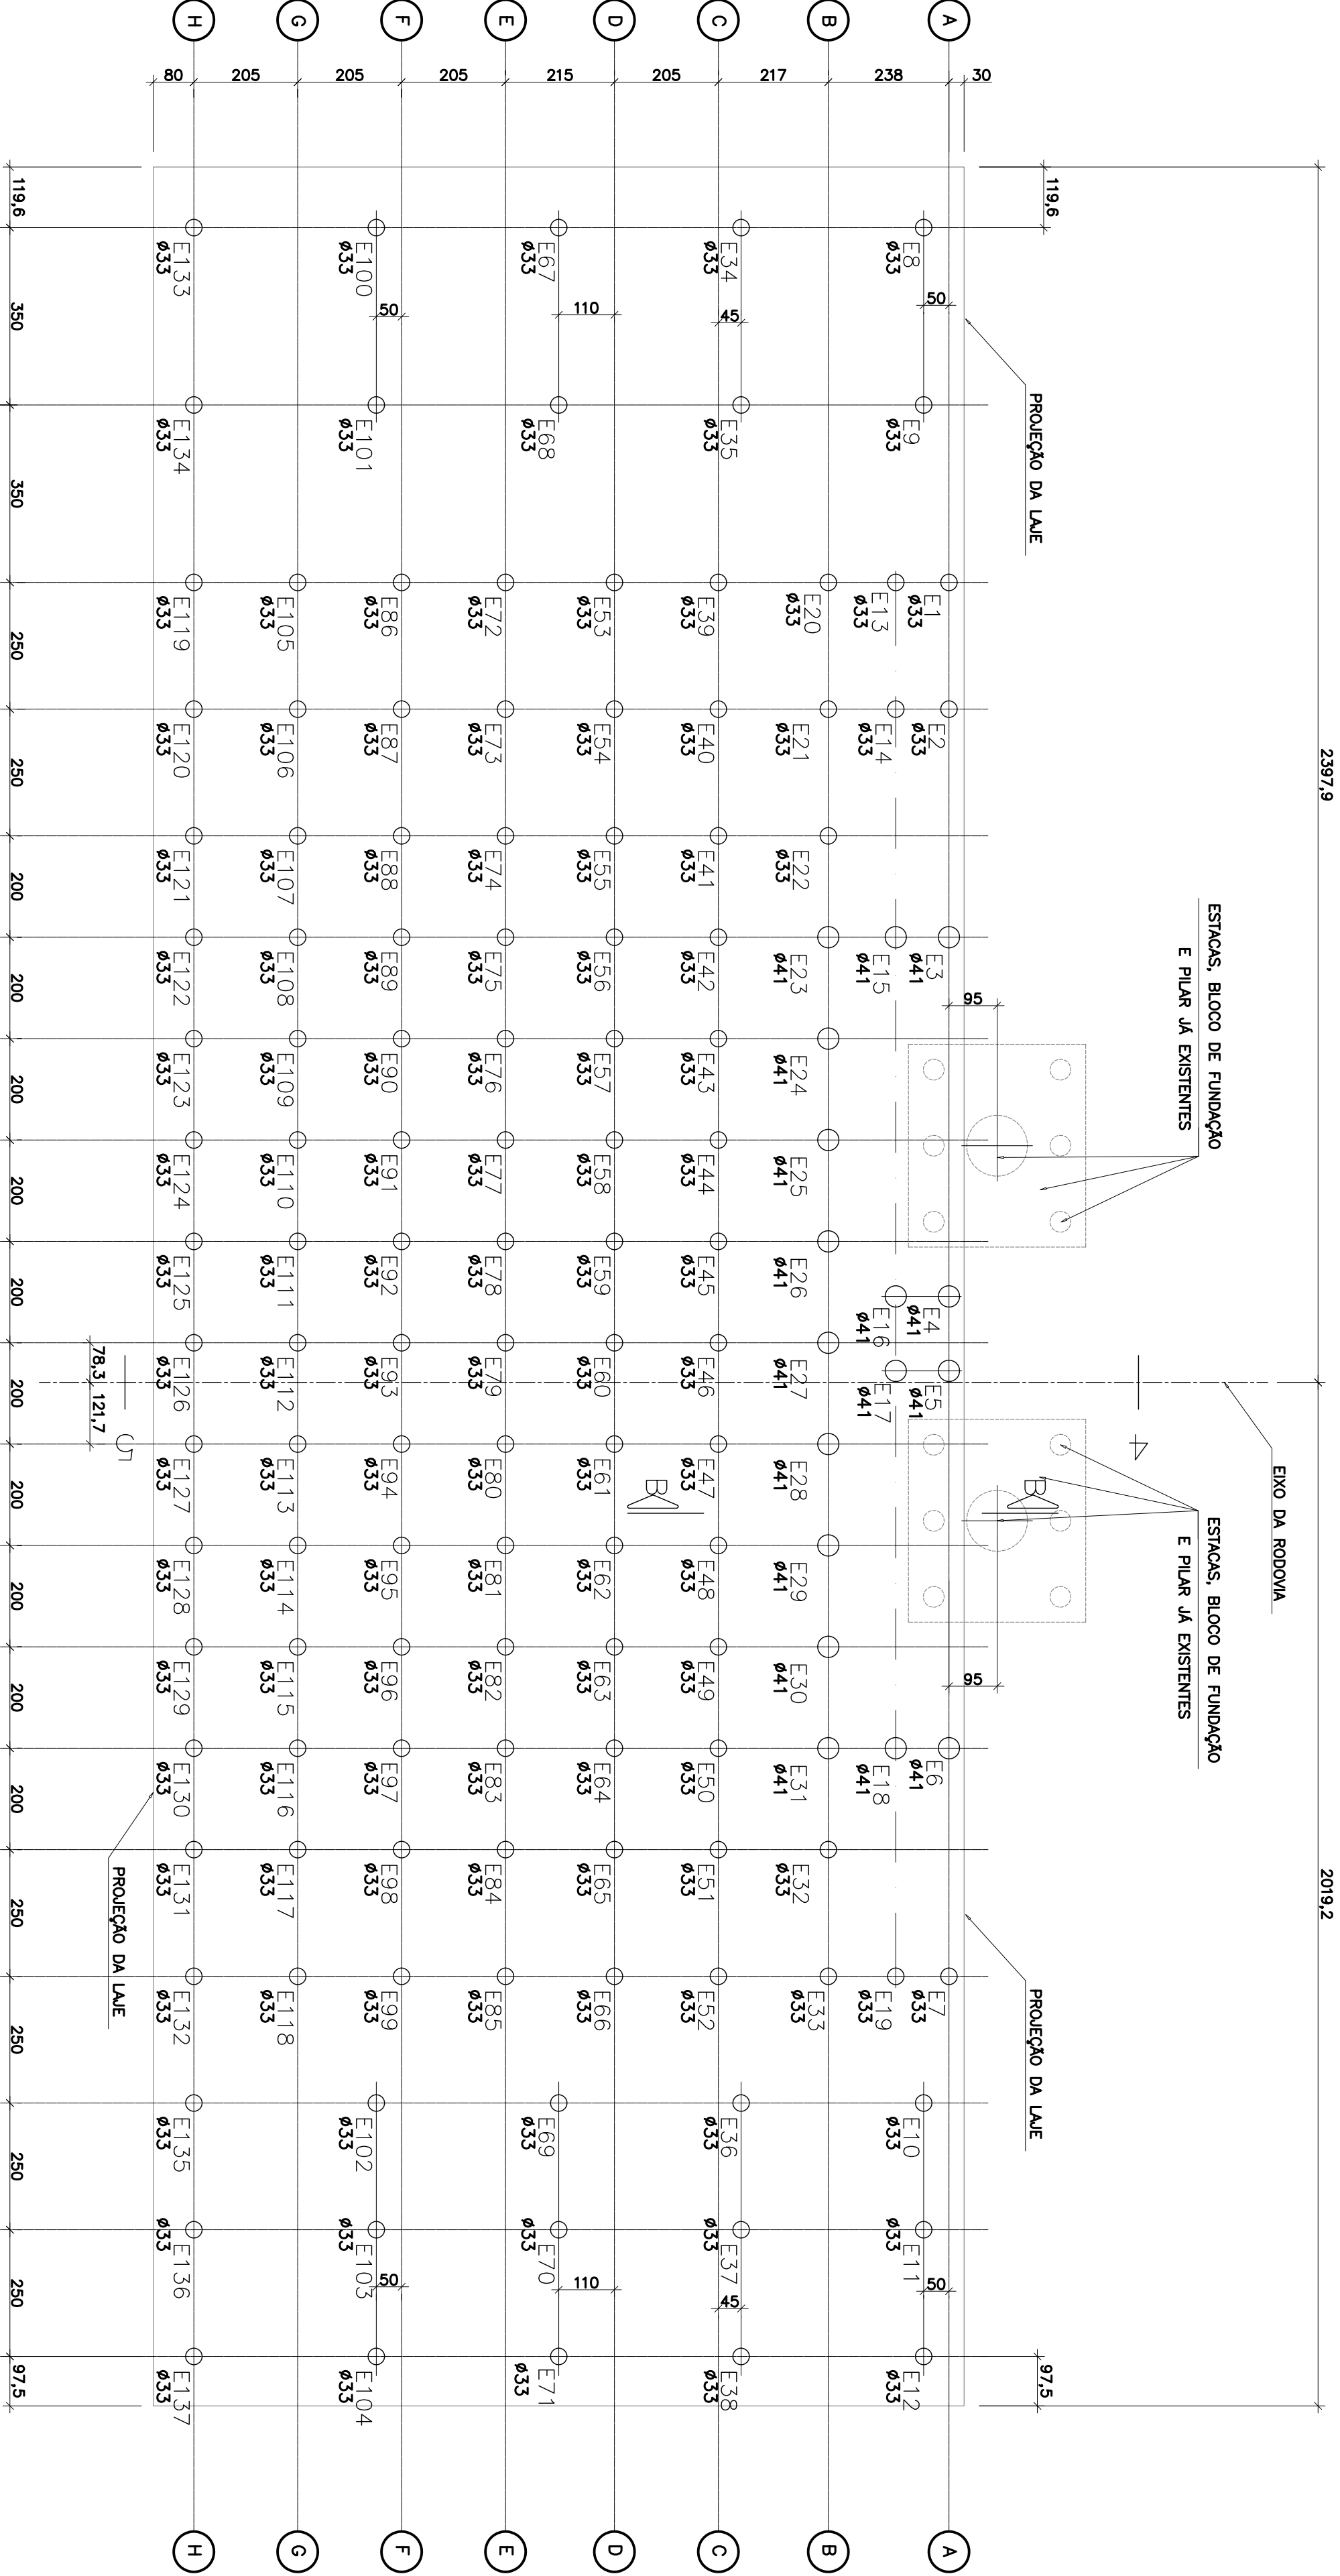 2397,9
2019,2
EIXO DA RODOVIA
ESTACAS, BLOCO DE FUNDAÇÃO
E PILAR JÁ EXISTENTES
ESTACAS, BLOCO DE FUNDAÇÃO
E PILAR JÁ EXISTENTES
4
119,6
97,5
PROJEÇÃO DA LAJE
PROJEÇÃO DA LAJE
B
30
95
95
A
A
E1
Ø33
E2
Ø33
E3
Ø41
E4
Ø41
E5
Ø41
E6
Ø41
E7
Ø33
50
50
E8
Ø33
E9
Ø33
E10
Ø33
E11
Ø33
E12
Ø33
238
E13
Ø33
E14
Ø33
E15
Ø41
E16
Ø41
E17
Ø41
E18
Ø41
E19
Ø33
B
B
E20
Ø33
E21
Ø33
E22
Ø33
E23
Ø41
E24
Ø41
E25
Ø41
E26
Ø41
E27
Ø41
E28
Ø41
E29
Ø41
E30
Ø41
E31
Ø41
E32
Ø33
E33
Ø33
217
45
45
E34
Ø33
E35
Ø33
E36
Ø33
E37
Ø33
E38
Ø33
C
C
E39
Ø33
E40
Ø33
E41
Ø33
E42
Ø33
E43
Ø33
E44
Ø33
E45
Ø33
E46
Ø33
E47
Ø33
E48
Ø33
E49
Ø33
E50
Ø33
E51
Ø33
E52
Ø33
B
205
D
D
E53
Ø33
E54
Ø33
E55
Ø33
E56
Ø33
E57
Ø33
E58
Ø33
E59
Ø33
E60
Ø33
E61
Ø33
E62
Ø33
E63
Ø33
E64
Ø33
E65
Ø33
E66
Ø33
215
110
110
E67
Ø33
E68
Ø33
E69
Ø33
E70
Ø33
E71
Ø33
E
E
E72
Ø33
E73
Ø33
E74
Ø33
E75
Ø33
E76
Ø33
E77
Ø33
E78
Ø33
E79
Ø33
E80
Ø33
E81
Ø33
E82
Ø33
E83
Ø33
E84
Ø33
E85
Ø33
205
F
F
E86
Ø33
E87
Ø33
E88
Ø33
E89
Ø33
E90
Ø33
E91
Ø33
E92
Ø33
E93
Ø33
E94
Ø33
E95
Ø33
E96
Ø33
E97
Ø33
E98
Ø33
E99
Ø33
205
50
50
E100
Ø33
E101
Ø33
E102
Ø33
E103
Ø33
E104
Ø33
G
G
E105
Ø33
E106
Ø33
E107
Ø33
E108
Ø33
E109
Ø33
E110
Ø33
E111
Ø33
E112
Ø33
E113
Ø33
E114
Ø33
E115
Ø33
E116
Ø33
E117
Ø33
E118
Ø33
205
H
H
E133
Ø33
E134
Ø33
E119
Ø33
E120
Ø33
E121
Ø33
E122
Ø33
E123
Ø33
E124
Ø33
E125
Ø33
E126
Ø33
E127
Ø33
E128
Ø33
E129
Ø33
E130
Ø33
E131
Ø33
E132
Ø33
E135
Ø33
E136
Ø33
E137
Ø33
80
5
PROJEÇÃO DA LAJE
78,3 121,7
119,6 350 350 250 250 200 200 200 200 200 200 200 200 200 200 250 250 250 250 97,5